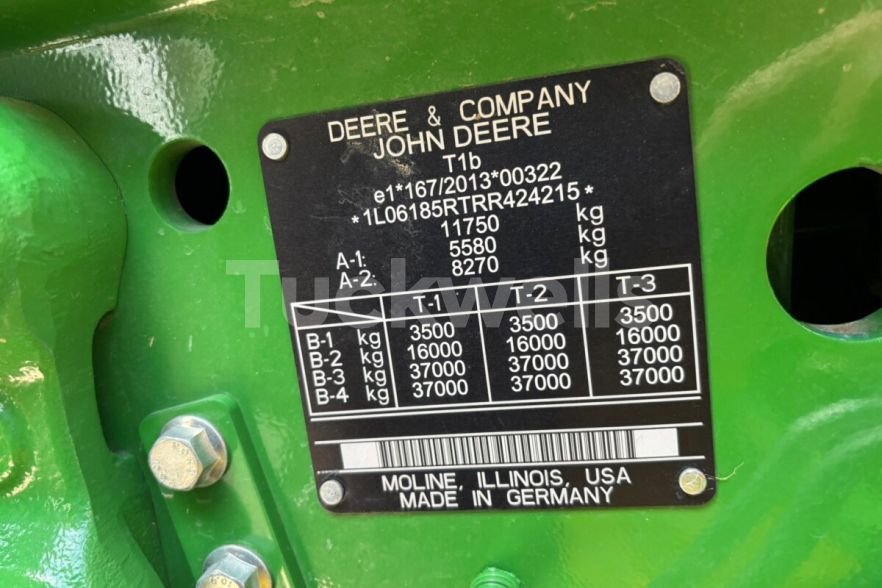 DEERE & COMPANY
JOHN DEERE
T1b
e1*167/2013*00322
*1L06185RTRR424215*
11750 kg
A-1: 5580 kg
A-2: 8270 kg
T-1 T-2 T-3
B-1 kg 3500 3500 3500
B-2 kg 16000 16000 16000
B-3 kg 37000 37000 37000
B-4 kg 37000 37000 37000
MOLINE, ILLINOIS, USA
MADE IN GERMANY
Tuckwells